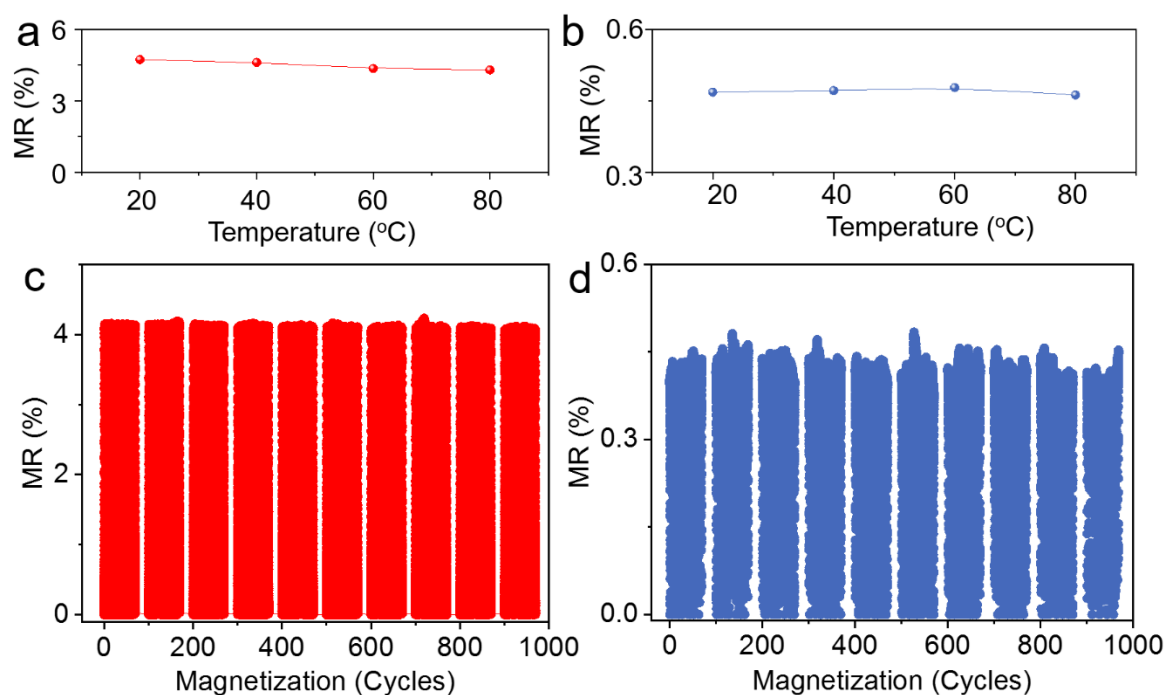 a
6
3
0
MR (%)
20 40 60 80
Temperature (°C)
b
0.6
0.3
MR (%)
20 40 60 80
Temperature (°C)
c
4
2
0
MR (%)
0 200 400 600 800 1000
Magnetization (Cycles)
d
0.6
0.3
0.0
MR (%)
0 200 400 600 800 1000
Magnetization (Cycles)